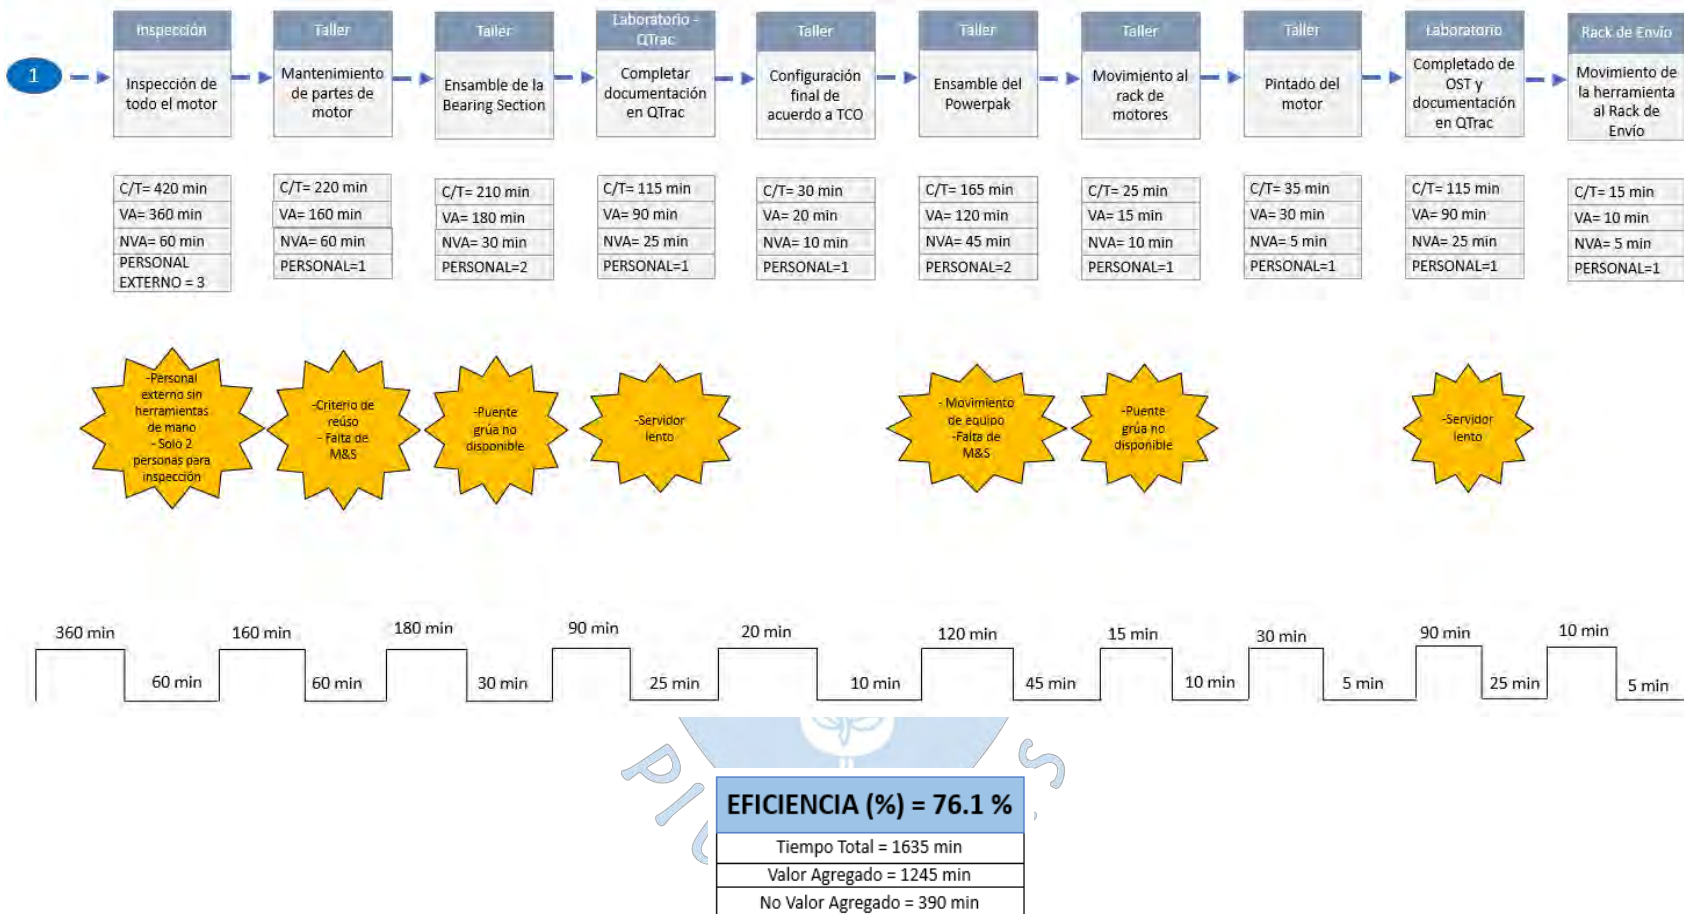 1
Inspección
Inspección de
todo el motor
Taller
Mantenimiento
de partes de
motor
Taller
Ensamble de la
Bearing Section
Laboratorio -
QTrac
Completar
documentación
en QTrac
Taller
Configuración
final de
acuerdo a TCO
Taller
Ensamble del
Powerpak
Taller
Movimiento al
rack de
motores
Taller
Pintado del
motor
Laboratorio
Completado de
OST y
documentación
en QTrac
Rack de Envío
Movimiento de
la herramienta
al Rack de
Envío
C/T= 420 min
VA= 360 min
NVA= 60 min
PERSONAL
EXTERNO = 3
C/T= 220 min
VA= 160 min
NVA= 60 min
PERSONAL=1
C/T= 210 min
VA= 180 min
NVA= 30 min
PERSONAL=2
C/T= 115 min
VA= 90 min
NVA= 25 min
PERSONAL=1
C/T= 30 min
VA= 20 min
NVA= 10 min
PERSONAL=1
C/T= 165 min
VA= 120 min
NVA= 45 min
PERSONAL=2
C/T= 25 min
VA= 15 min
NVA= 10 min
PERSONAL=1
C/T= 35 min
VA= 30 min
NVA= 5 min
PERSONAL=1
C/T= 115 min
VA= 90 min
NVA= 25 min
PERSONAL=1
C/T= 15 min
VA= 10 min
NVA= 5 min
PERSONAL=1
-Personal
externo sin
herramientas
de mano
- Solo 2
personas para
inspección
-Criterio de
reúso
- Falta de
M&S
-Puente
grúa no
disponible
-Servidor
lento
- Movimiento
de equipo
-Falta de
M&S
-Puente
grúa no
disponible
-Servidor
lento
360 min
60 min
160 min
60 min
180 min
30 min
90 min
25 min
20 min
10 min
120 min
45 min
15 min
10 min
30 min
5 min
90 min
25 min
10 min
5 min
EFICIENCIA (%) = 76.1 %
Tiempo Total = 1635 min
Valor Agregado = 1245 min
No Valor Agregado = 390 min